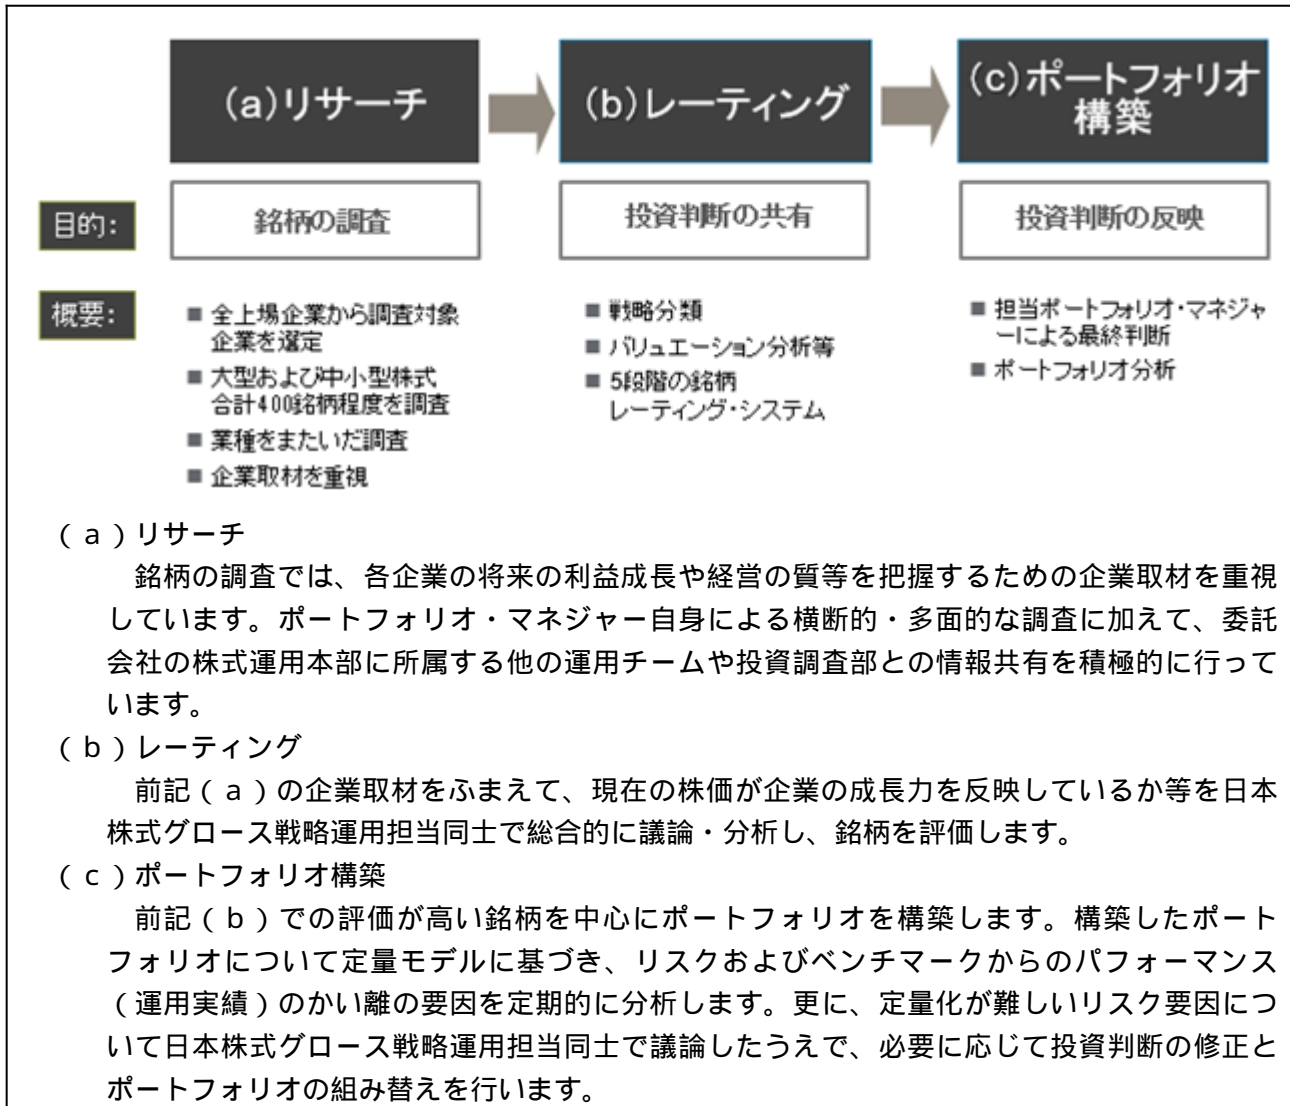 (a)リサーチ
(b)レーティング
(c)ポートフォリオ
構築
目的:
銘柄の調査
投資判断の共有
投資判断の反映
概要:
■ 全上場企業から調査対象
企業を選定
■ 大型および中小型株式
合計400銘柄程度を調査
■ 業種をまたいだ調査
■ 企業取材を重視
■ 戦略分類
■ バリュエーション分析等
■ 5段階の銘柄
レーティング・システム
■ 担当ポートフォリオ・マネジャ
ーによる最終判断
■ ポートフォリオ分析
(a)リサーチ
銘柄の調査では、各企業の将来の利益成長や経営の質等を把握するための企業取材を重視
しています。ポートフォリオ・マネジャー自身による横断的・多面的な調査に加えて、委託
会社の株式運用本部に所属する他の運用チームや投資調査部との情報共有を積極的に行って
います。
(b)レーティング
前記(a)の企業取材をふまえて、現在の株価が企業の成長力を反映しているか等を日本
株式グロース戦略運用担当同士で総合的に議論・分析し、銘柄を評価します。
(c)ポートフォリオ構築
前記(b)での評価が高い銘柄を中心にポートフォリオを構築します。構築したポート
フォリオについて定量モデルに基づき、リスクおよびベンチマークからのパフォーマンス
(運用実績)のかい離の要因を定期的に分析します。更に、定量化が難しいリスク要因につ
いて日本株式グロース戦略運用担当同士で議論したうえで、必要に応じて投資判断の修正と
ポートフォリオの組み替えを行います。